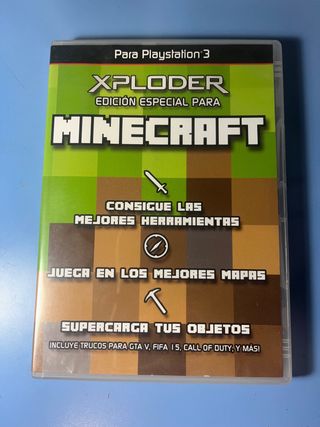 Para Playstation 3
XPLODER
EDICIÓN ESPECIAL PARA
MINECRAFT
CONSIGUE LAS
MEJORES HERRAMIENTAS
JUEGA EN LOS MEJORES MAPAS
SUPERCARGA TUS OBJETOS
INCLUYE TRUCOS PARA GTA V, FIFA 15, CALL OF DUTY, Y MÁS!